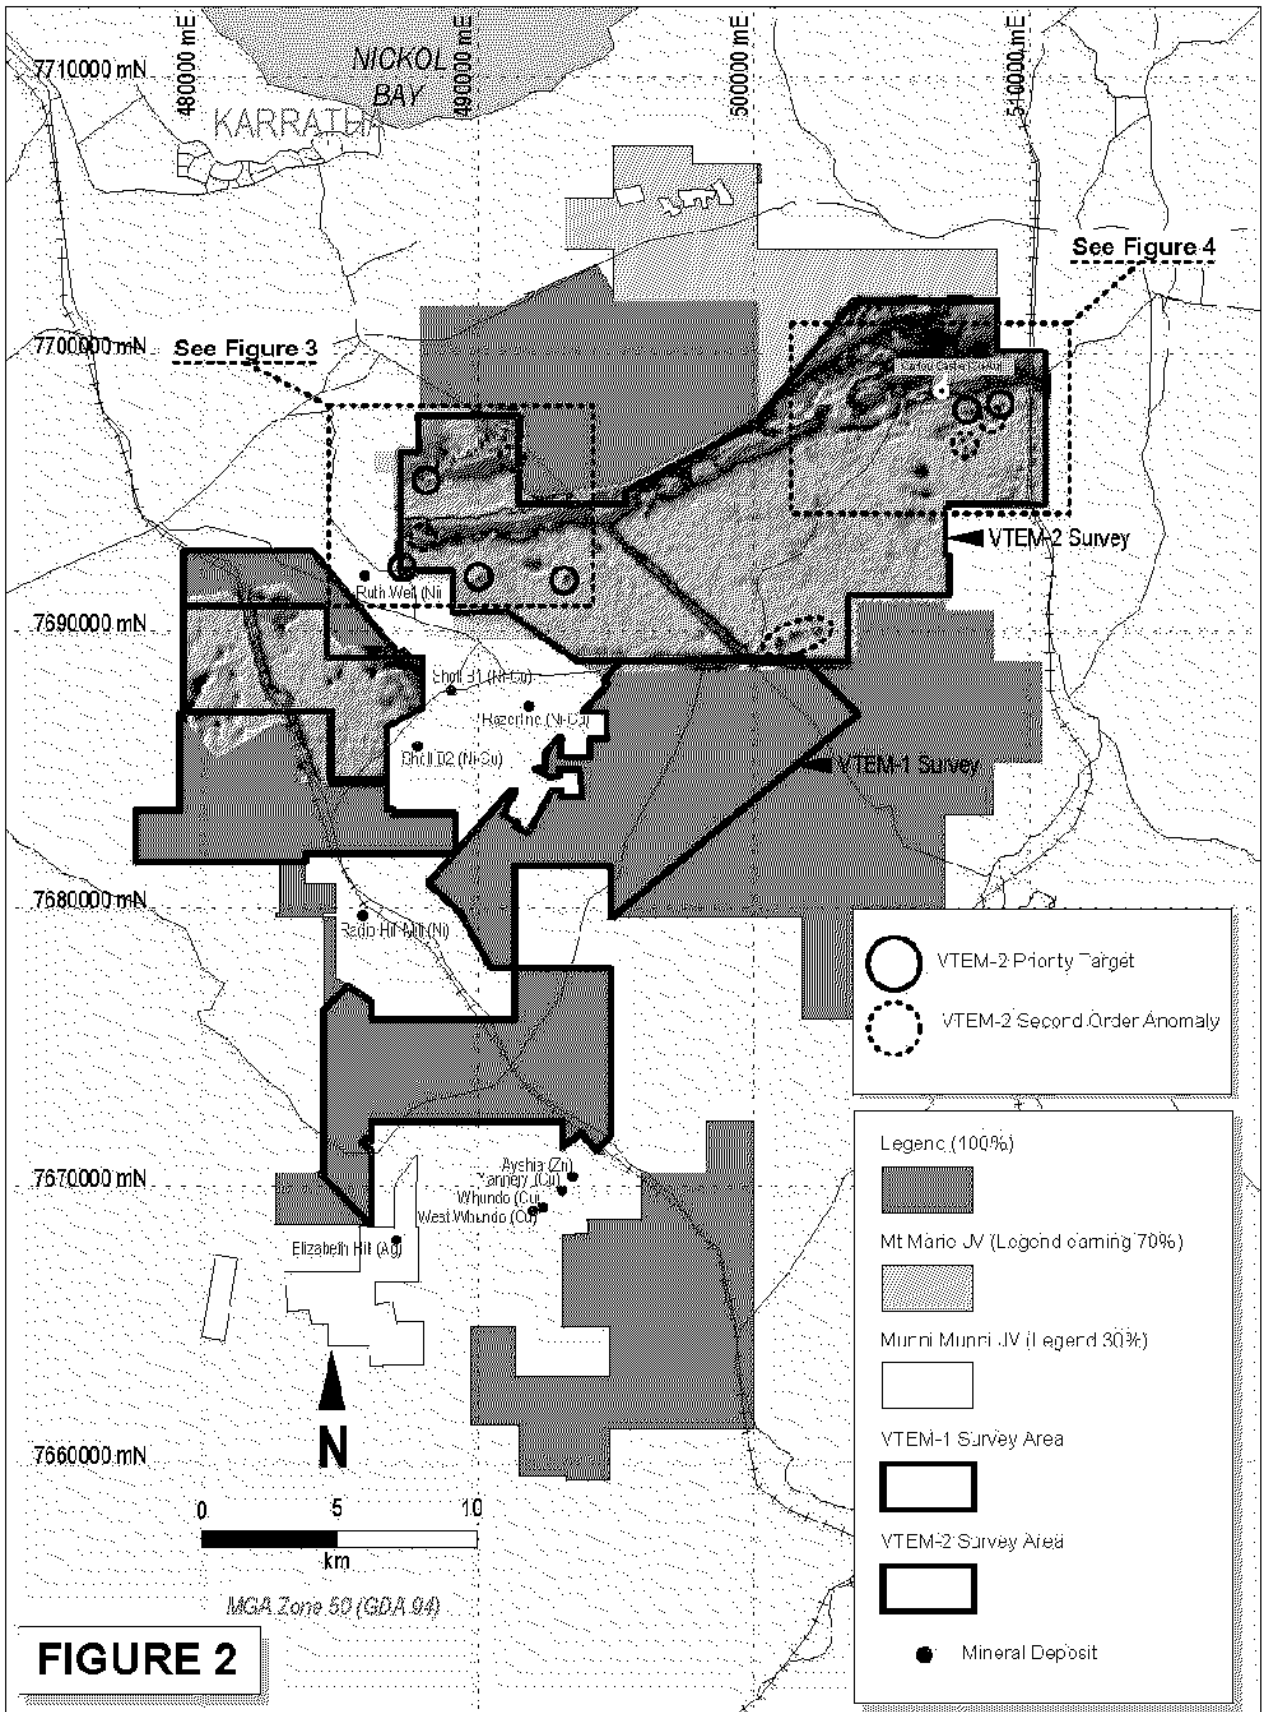 480000 mE
490000 mE
500000 mE
510000 mE
NICKOL
BAY
7710000 mN
KARRATHA
See Figure 4
7700000 mN
See Figure 3
VTEM-2 Survey
Ruth Well (Ni)
7690000 mN
Sholl B1 (Ni-Cu)
(Ni-Cu)
Sholl B2 (Ni-Cu)
VTEM-1 Survey
7680000 mN
Radio Hill Mill (Ni)
VTEM-2 Priority Target
VTEM-2 Second Order Anomaly
Legend (100%)
7670000 mN
Ayshia (Zn)
Tannery (Cu)
Whundo (Cu)
West Whundo (Cu)
Elizabeth Hill (Ag)
Mt Marie JV (Legend earning 70%)
Munni Munni JV (Legend 30%)
N
VTEM-1 Survey Area
7660000 mN
0 5 10
km
VTEM-2 Survey Area
MGA Zone 50 (GDA 94)
FIGURE 2
Mineral Deposit